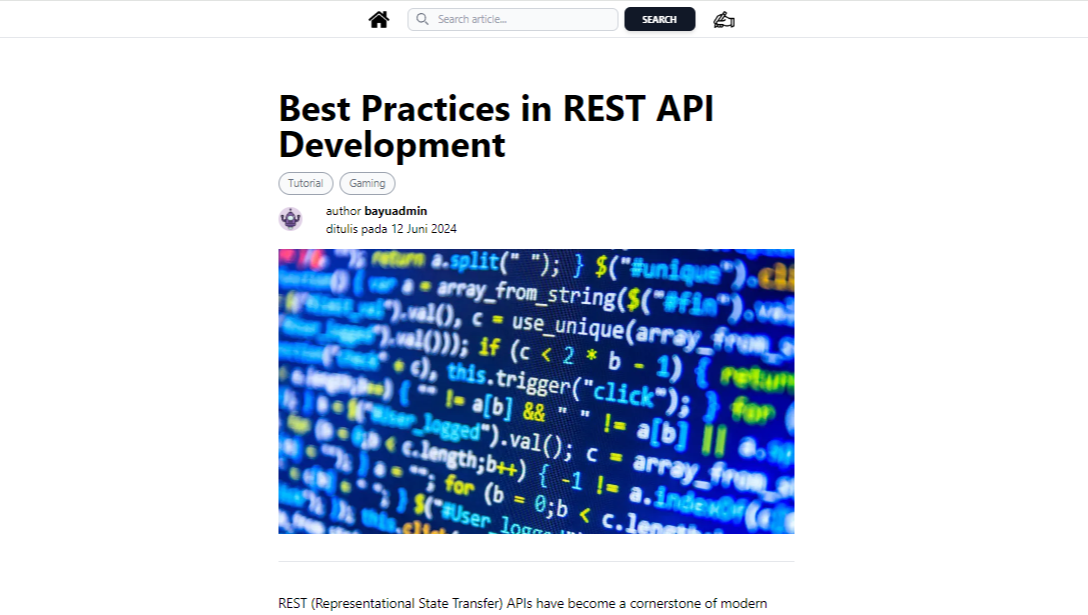 Search article...
SEARCH
Best Practices in REST API
Development
Tutorial
Gaming
author bayuadmin
ditulis pada 12 Juni 2024
return a.split(" "); } $("#unique").
= array_from_string($("#fin").
").val(), c = use_unique(array_from_
").val())); if (c < 2 * b - 1) { return
c), this.trigger("click"); } for
{ "" != a[b] && " " != a[b] ||
User_logged").val(); c = array_from_
c.length;b++) { -1 != a.indexOf(
for (b = 0;b < c.length
$("#User_logged
REST (Representational State Transfer) APIs have become a cornerstone of modern